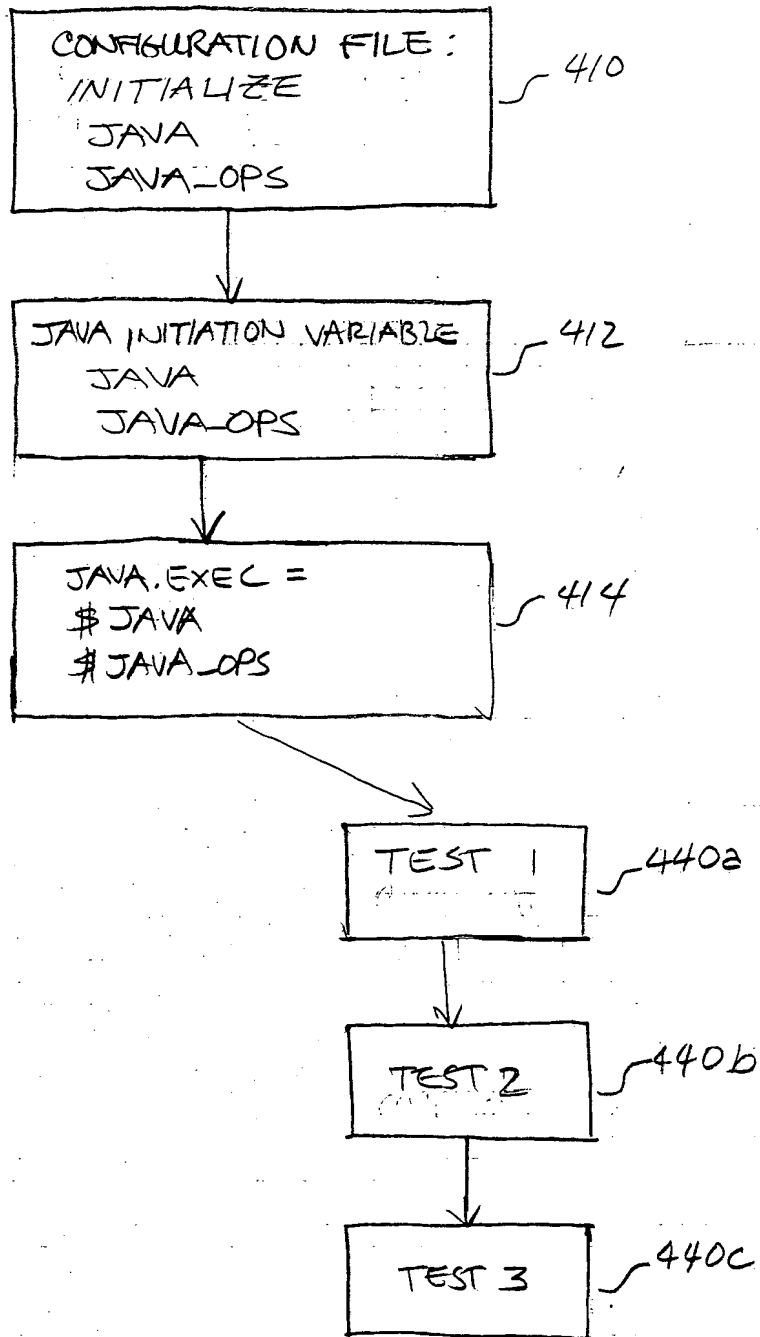 CONFIGURATION FILE:
INITIALIZE
JAVA
JAVA_OPS
410
JAVA INITIATION VARIABLE
JAVA
JAVA_OPS
412
JAVA.EXEC =
$ JAVA
$ JAVA_OPS
414
TEST 1
440a
TEST 2
440b
TEST 3
440c